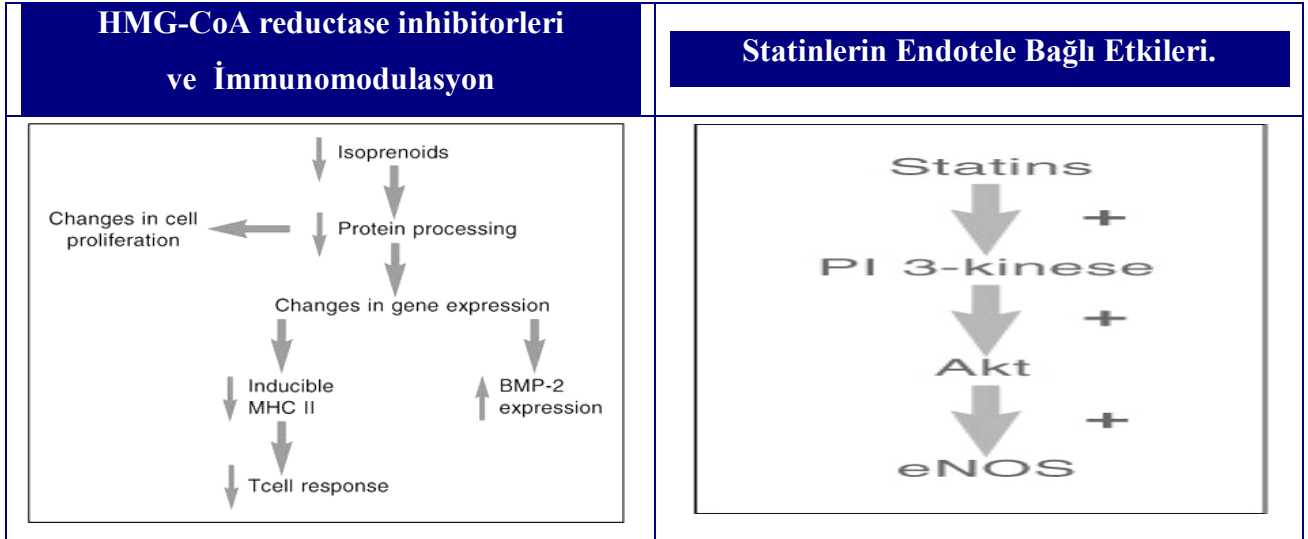 HMG-CoA reductase inhibitorleri
ve İmmunomodulasyon
Statinlerin Endotele Bağlı Etkileri.
Isoprenoids
Changes in cell
proliferation
Protein processing
Changes in gene expression
Inducible
MHC II
BMP-2
expression
Tcell response
Statins
+
PI 3-kinese
+
Akt
+
eNOS